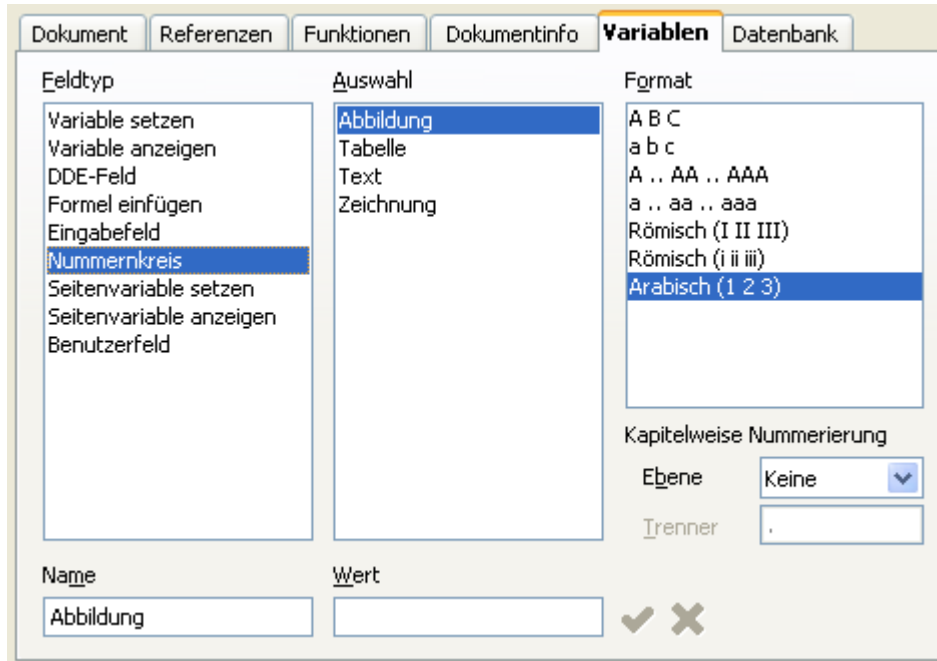 Dokument Referenzen Funktionen Dokumentinfo Variablen Datenbank
Feldtyp
Variable setzen
Variable anzeigen
DDE-Feld
Formel einfügen
Eingabefeld
Nummernkreis
Seitenvariable setzen
Seitenvariable anzeigen
Benutzerfeld
Auswahl
Abbildung
Tabelle
Text
Zeichnung
Format
A B C
a b c
A .. AA .. AAA
a .. aa .. aaa
Römisch (I II III)
Römisch (i ii iii)
Arabisch (1 2 3)
Kapitelweise Nummerierung
Ebene Keine
Trenner .
Name
Abbildung
Wert